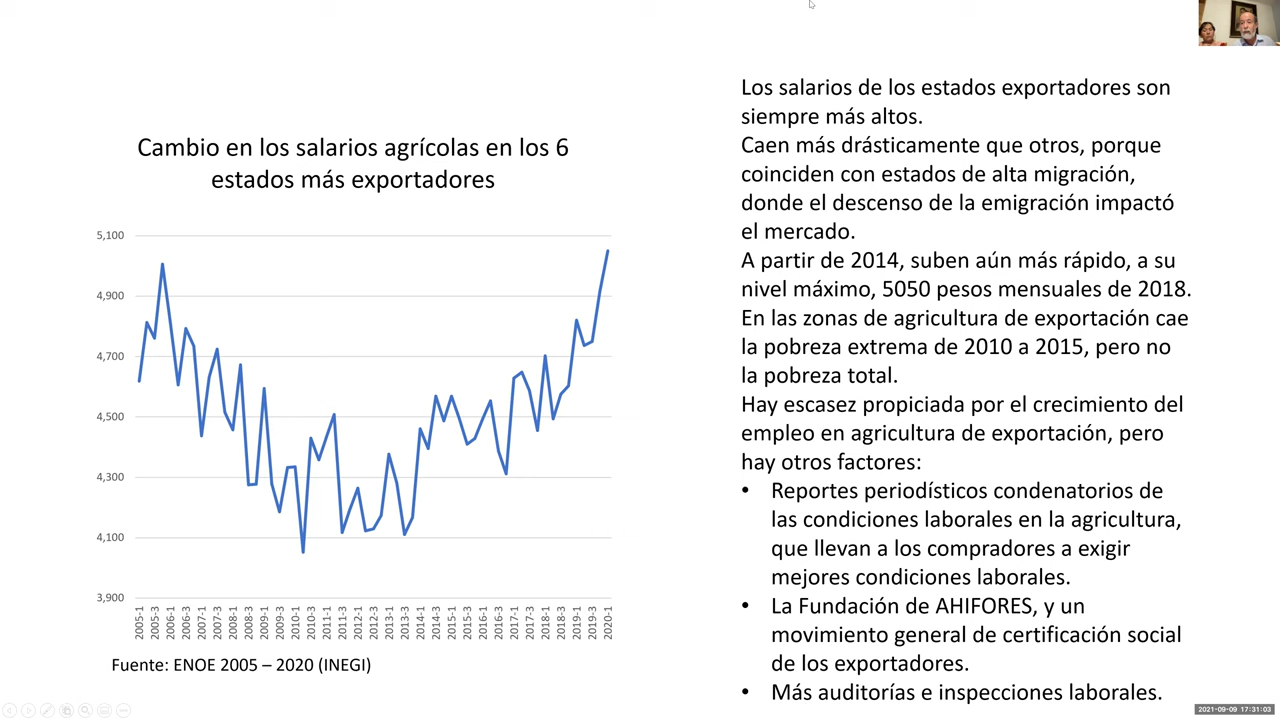 Cambio en los salarios agrícolas en los 6
estados más exportadores
5,100
4,900
4,700
4,500
4,300
4,100
3,900
2005-1
2005-3
2006-1
2006-3
2007-1
2007-3
2008-1
2008-3
2009-1
2009-3
2010-1
2010-3
2011-1
2011-3
2012-1
2012-3
2013-1
2013-3
2014-1
2014-3
2015-1
2015-3
2016-1
2016-3
2017-1
2017-3
2018-1
2018-3
2019-1
2019-3
2020-1
Fuente: ENOE 2005 – 2020 (INEGI)
Los salarios de los estados exportadores son
siempre más altos.
Caen más drásticamente que otros, porque
coinciden con estados de alta migración,
donde el descenso de la emigración impactó
el mercado.
A partir de 2014, suben aún más rápido, a su
nivel máximo, 5050 pesos mensuales de 2018.
En las zonas de agricultura de exportación cae
la pobreza extrema de 2010 a 2015, pero no
la pobreza total.
Hay escasez propiciada por el crecimiento del
empleo en agricultura de exportación, pero
hay otros factores:
• Reportes periodísticos condenatorios de
las condiciones laborales en la agricultura,
que llevan a los compradores a exigir
mejores condiciones laborales.
• La Fundación de AHIFORES, y un
movimiento general de certificación social
de los exportadores.
• Más auditorías e inspecciones laborales.
2021-09-09 17:31:03